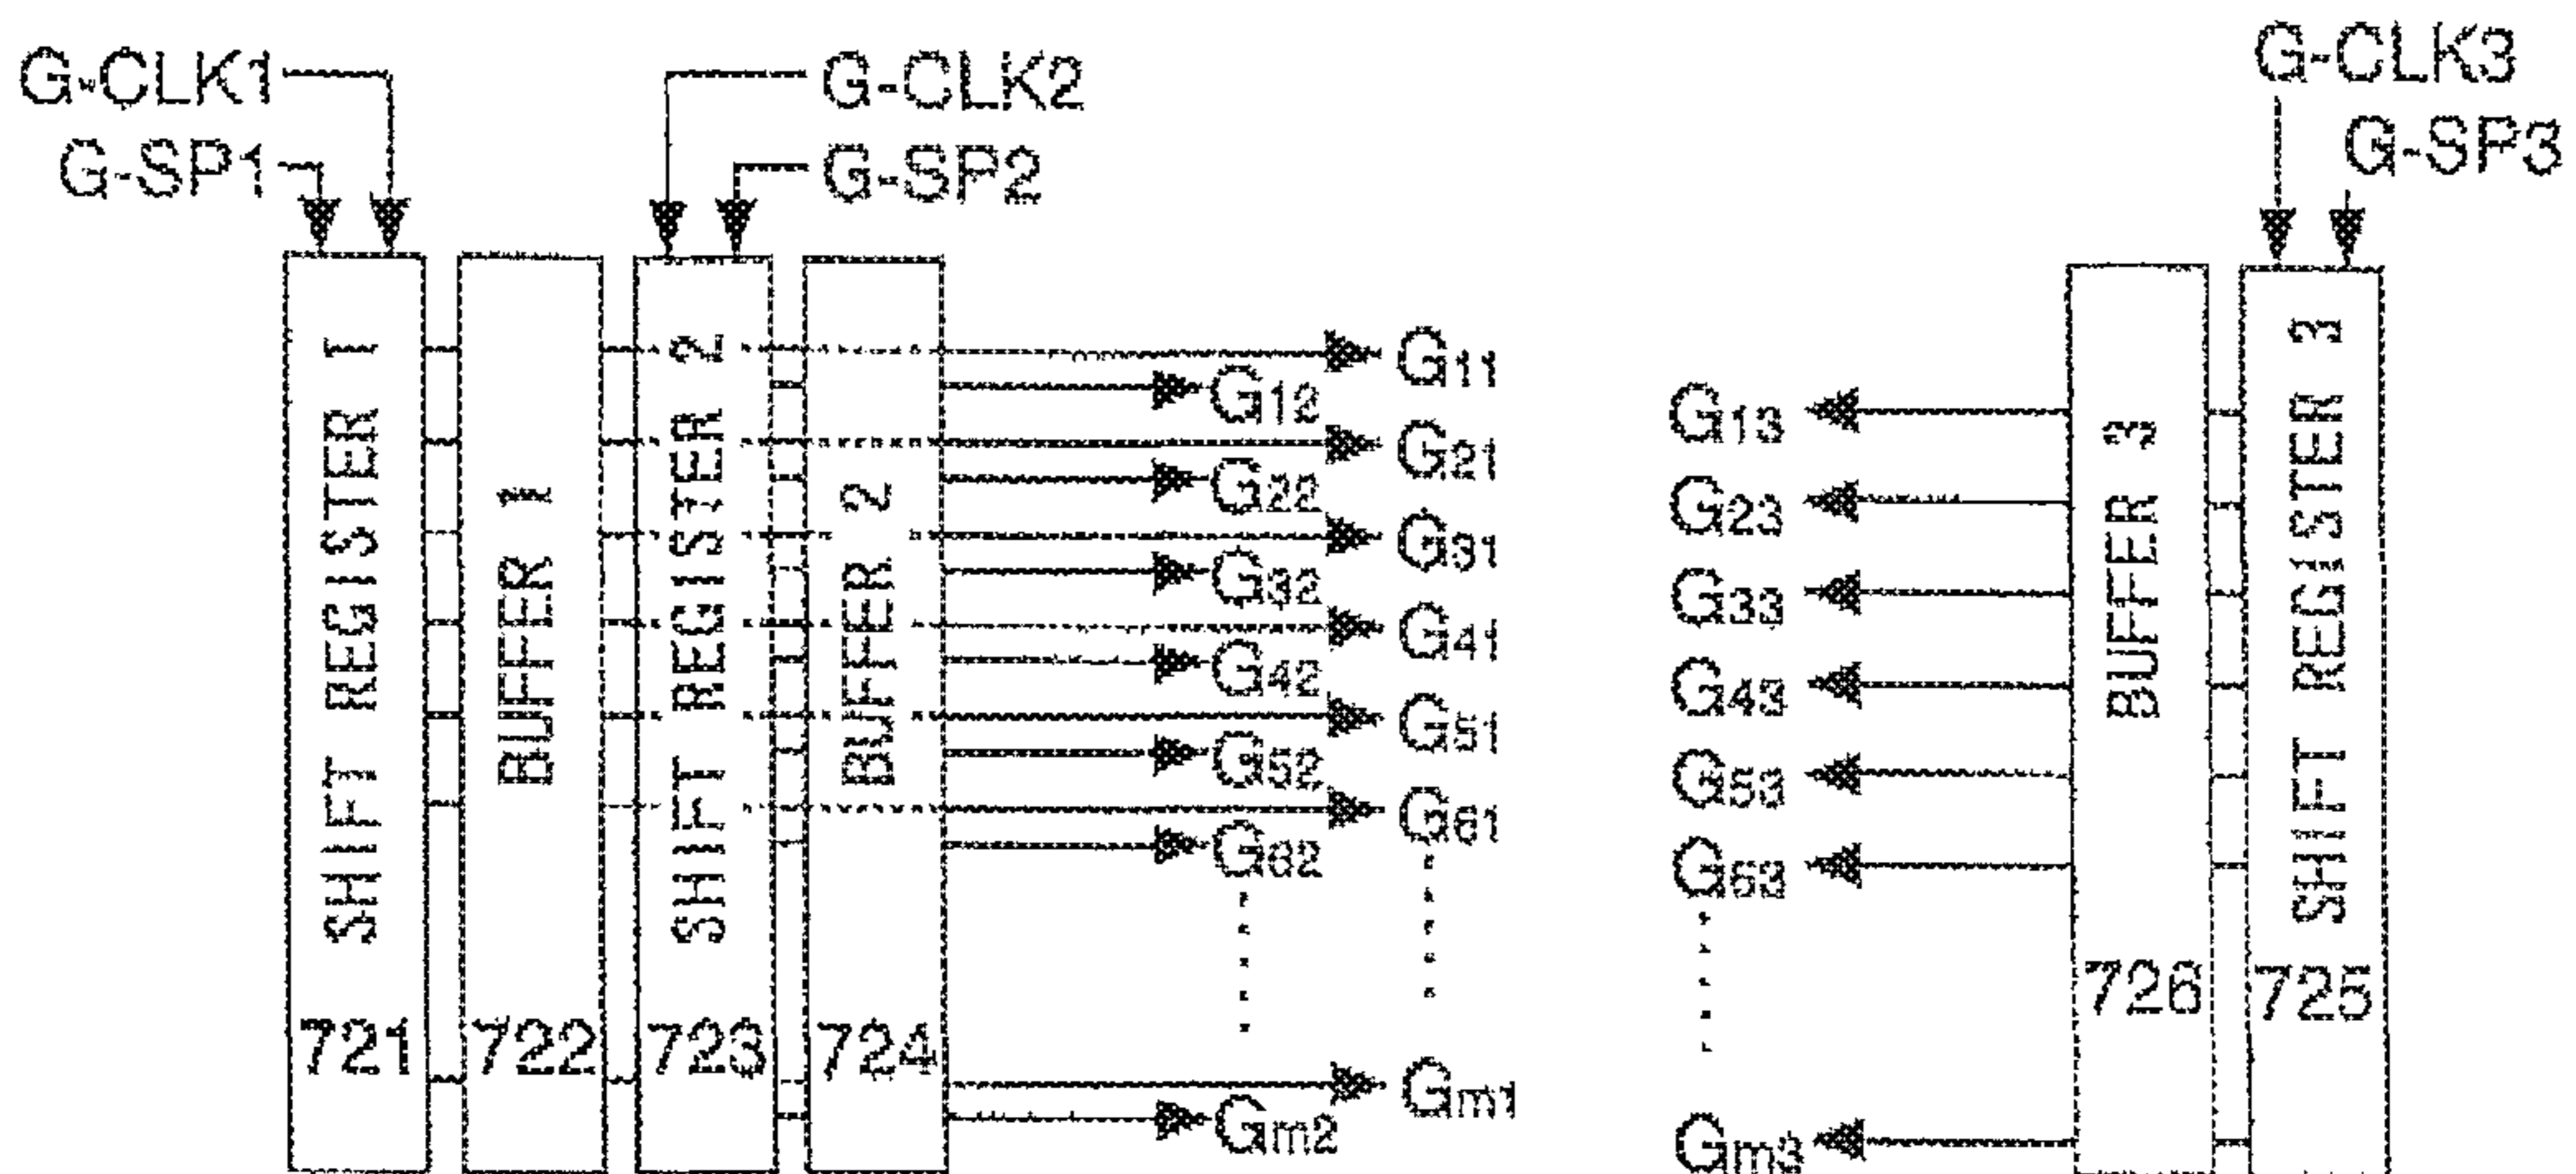 G-CLK1
G-SP1
G-CLK2
G-SP2
G-CLK3
G-SP3
SHIFT REGISTER 1
721
BUFFER 1
722
SHIFT REGISTER 2
723
BUFFER 2
724
G11
G12
G21
G22
G31
G32
G41
G42
G51
G52
G61
G62
Gm1
Gm2
G13
G23
G33
G43
G53
G63
Gm3
BUFFER 3
726
SHIFT REGISTER 3
725